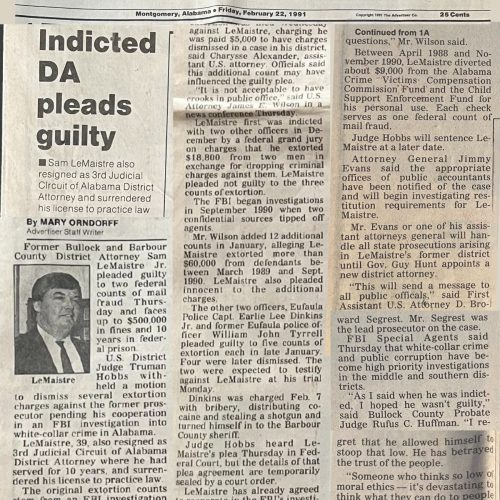 Montgomery, Alabama • Friday, February 22, 1991
Copyright 1991 The Advertiser Co.
25 Cents
Indicted
DA
pleads
guilty
■ Sam LeMaistre also
resigned as 3rd Judicial
Circuit of Alabama District
Attorney and surrendered
his license to practice law
By MARY ORNDORFF
Advertiser Staff Writer
Former Bullock and Barbour
County District Attorney Sam
LeMaistre Jr.
pleaded guilty
to two federal
counts of mail
fraud Thurs-
day and faces
up to $500,000
in fines and 10
years in feder-
al prison.
U.S. District
Judge Truman
Hobbs with-
held a motion
LeMaistre
to dismiss several extortion
charges against the former pros-
ecutor pending his cooperation
in an FBI investigation into
white-collar crime in Alabama.
LeMaistre, 39, also resigned as
3rd Judicial Circuit of Alabama
District Attorney where he had
served for 10 years, and surren-
dered his license to practice law.
The original extortion counts
against LeMaistre, charging he
was paid $5,000 to have charges
dismissed in a case in his district,
said Charysse Alexander, assis-
tant U.S. attorney. Officials said
this additional count may have
influenced the guilty plea.
"It is not acceptable to have
crooks in public office," said U.S.
Attorney James E. Wilson in a
news conference Thursday.
LeMaistre first was indicted
with two other officers in De-
cember by a federal grand jury
on charges that he extorted
$18,800 from two men in
exchange for dropping criminal
charges against them. LeMaistre
pleaded not guilty to the three
counts of extortion.
The FBI began investigations
in September 1990 when two
confidential sources tipped off
agents.
Mr. Wilson added 12 additional
counts in January, alleging Le-
Maistre extorted more than
$60,000 from defendants be-
tween March 1989 and Sept.
1990. LeMaistre also pleaded
innocent to the additional
charges.
The other two officers, Eufaula
Police Capt. Earlie Lee Dinkins
Jr. and former Eufaula police of-
ficer William John Tyrrell
pleaded guilty to five counts of
extortion each in late January.
Four were later dismissed. The
two were expected to testify
against LeMaistre at his trial
Monday.
Dinkins was charged Feb. 7
with bribery, distributing co-
caine and stealing a shotgun and
turned himself in to the Barbour
County sheriff.
Judge Hobbs heard Le-
Maistre's plea Thursday in Fed-
eral Court, but the details of that
plea agreement are temporarily
sealed by a court order.
LeMaistre has already agreed
Continued from 1A
questions," Mr. Wilson said.
Between April 1988 and No-
vember 1990, LeMaistre diverted
about $9,000 from the Alabama
Crime Victims Compensation
Commission Fund and the Child
Support Enforcement Fund for
his personal use. Each check
serves as one federal count of
mail fraud.
Judge Hobbs will sentence Le-
Maistre at a later date.
Attorney General Jimmy
Evans said the appropriate
offices of public accountants
have been notified of the case
and will begin investigating res-
titution requirements for Le-
Maistre.
Mr. Evans or one of his assis-
tant attorneys general will han-
dle all state prosecutions arising
in LeMaistre's former district
until Gov. Guy Hunt appoints a
new district attorney.
"This will send a message to
all public officials," said First
Assistant U.S. Attorney D. Bro-
ward Segrest. Mr. Segrest was
the lead prosecutor on the case.
FBI Special Agents said
Thursday that white-collar crime
and public corruption have be-
come high priority investigations
in the middle and southern dis-
tricts.
"As I said when he was indict-
ed, I hoped he wasn't guilty,"
said Bullock County Probate
Judge Rufus C. Huffman. "I re-
gret that he allowed himself to
stoop that low. He has betrayed
the trust of the people.
"Someone who thinks so low of
moral ethics — it's devastating to
think what they can do to people